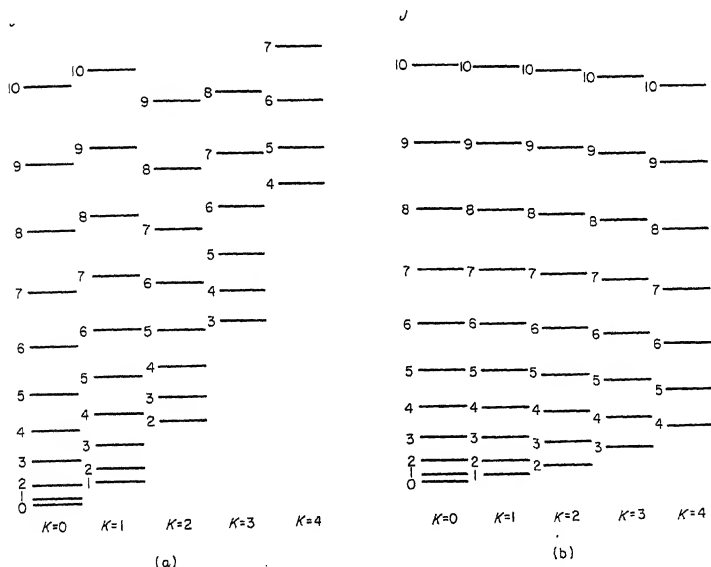 J
7
10
10 8
9 6
9 7 5
9 8
4
8 8 7 6
7 7 6 5
4
6 6 5 3
5 5 4
4 4 3
2
3 3
2 2 1
1
0
K=0 K=1 K=2 K=3 K=4
(a)
10 10 10 10 10
9 9 9 9 9
8 8 8 8 8
7 7 7 7 7
6 6 6 6 6
5 5 5 5 5
4 4 4 4 4
3 3 3 3
2 2 2
1 1
0
K=0 K=1 K=2 K=3 K=4
(b)